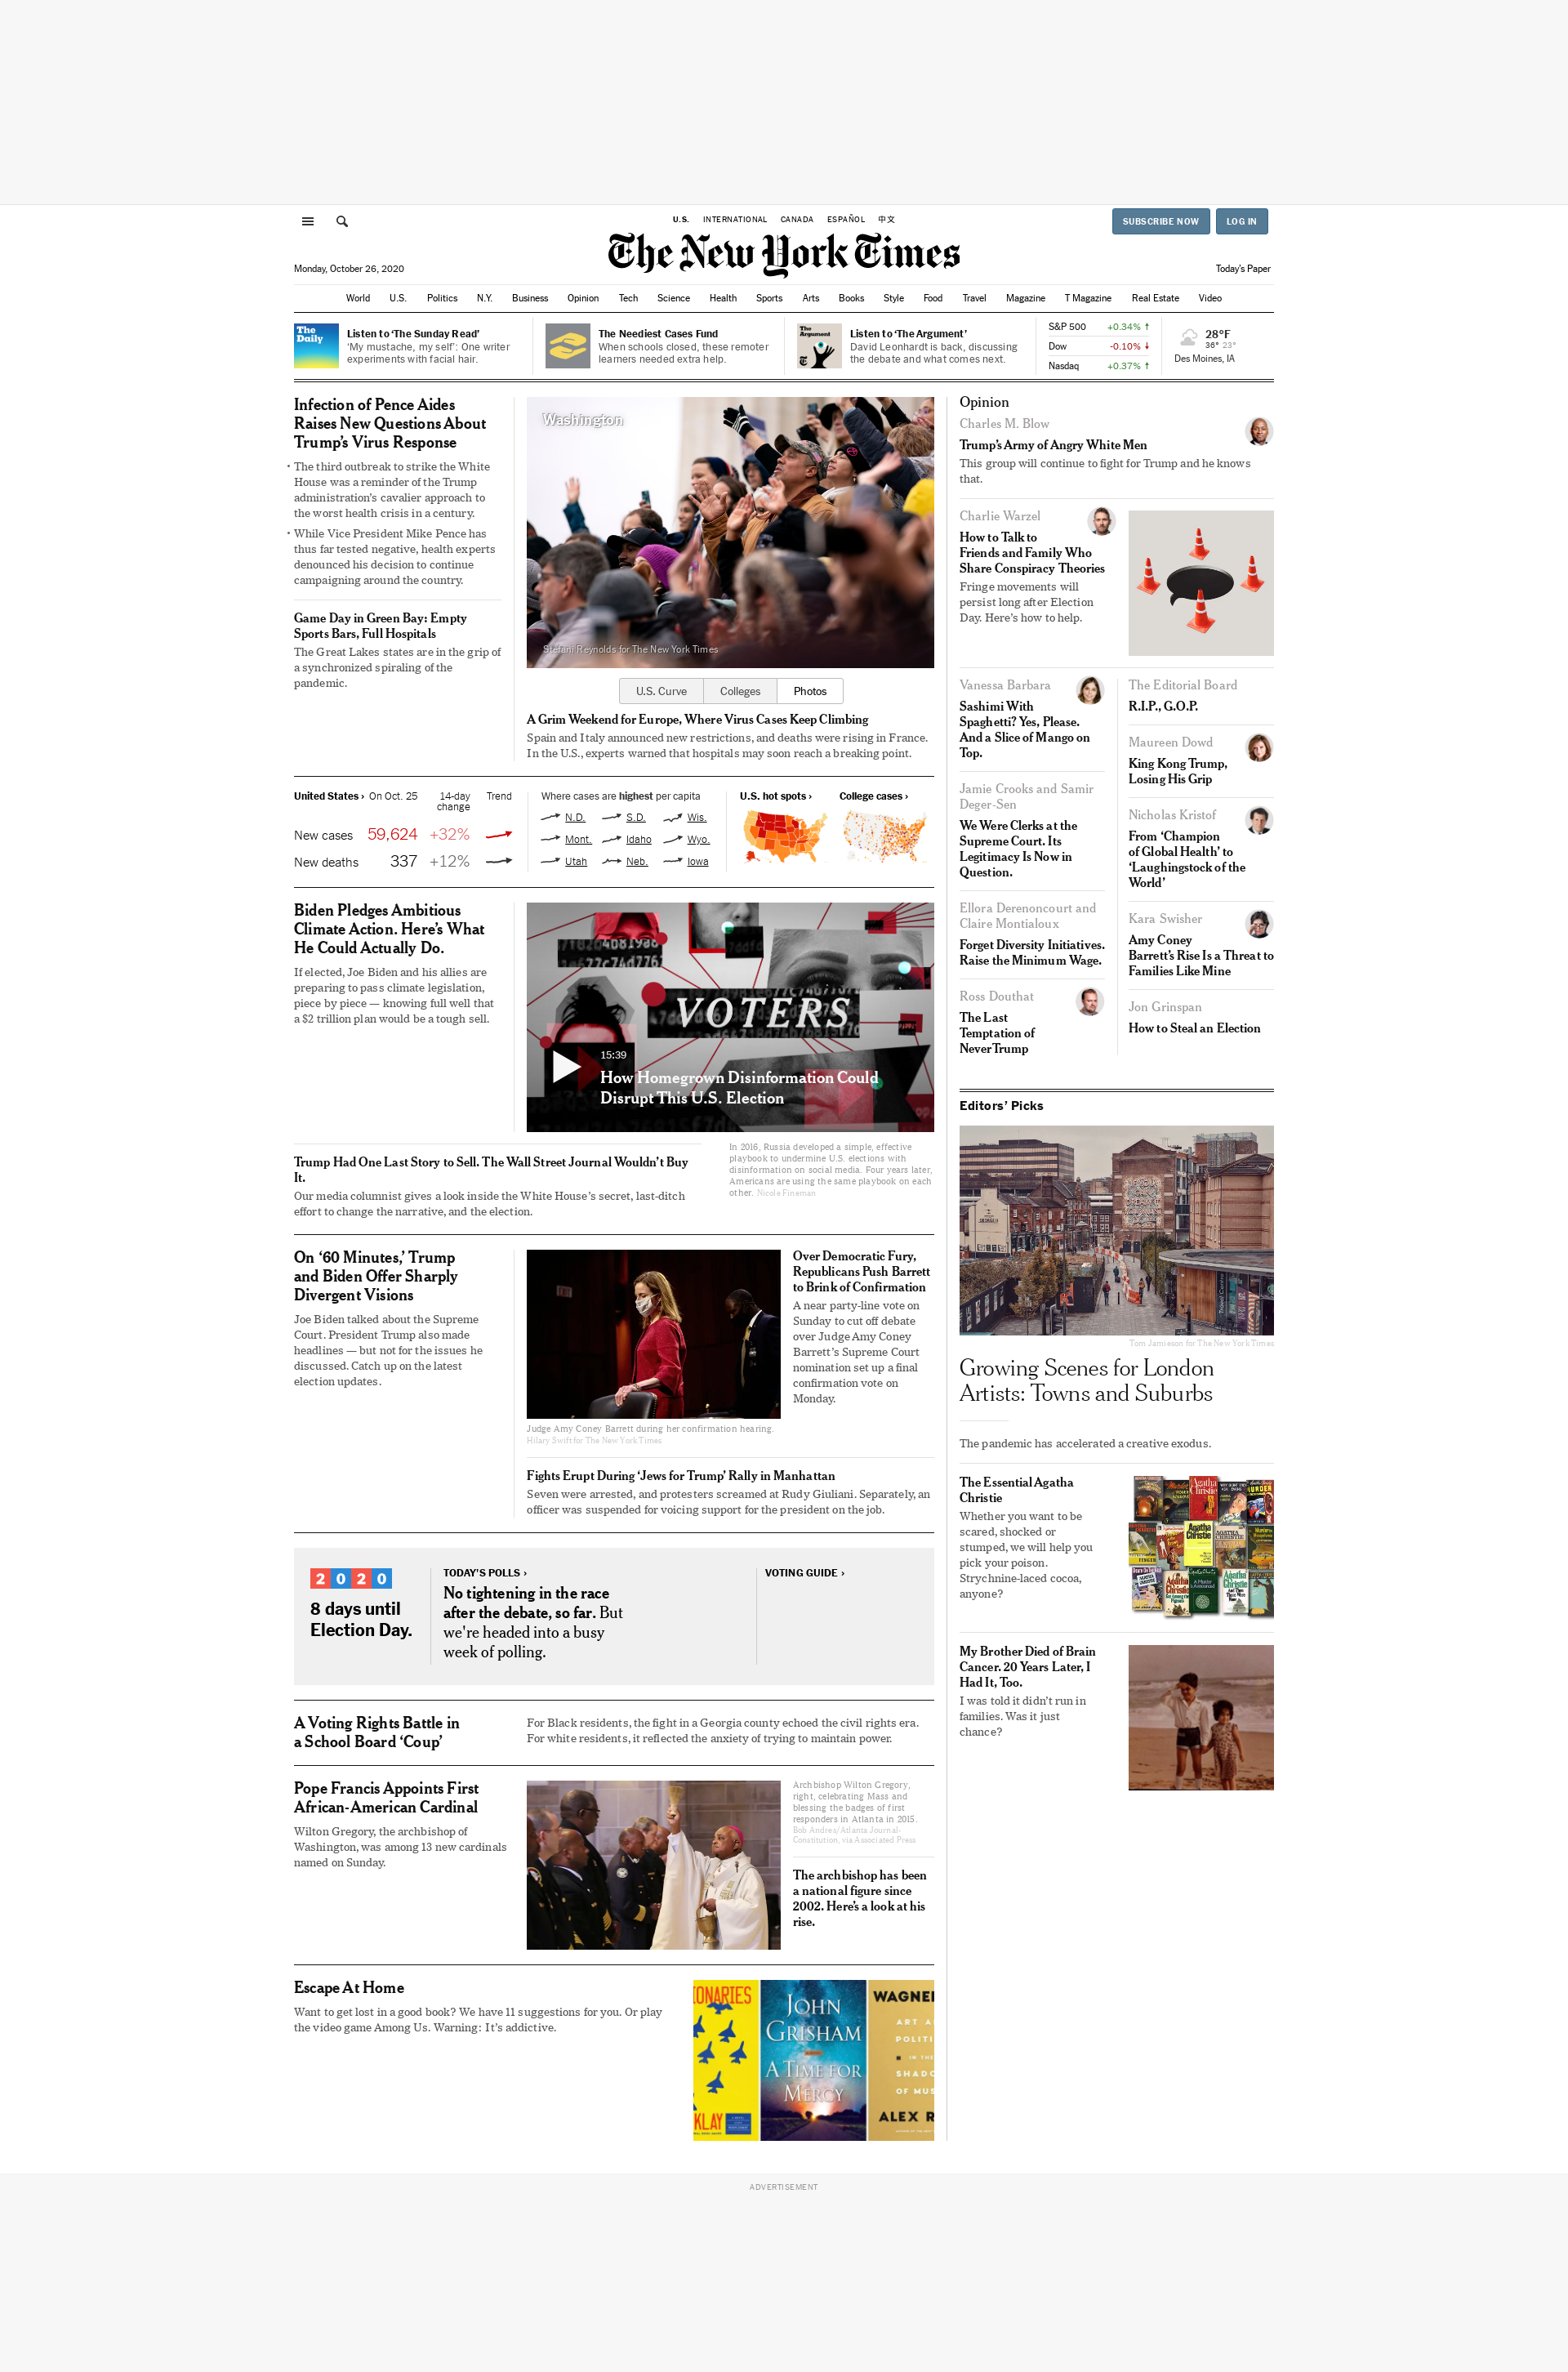 U.S. INTERNATIONAL CANADA ESPAÑOL 中文
SUBSCRIBE NOW LOG IN
The New York Times
Monday, October 26, 2020
Today's Paper
World U.S. Politics N.Y. Business Opinion Tech Science Health Sports Arts Books Style Food Travel Magazine T Magazine Real Estate Video
The
Daily
Listen to ‘The Sunday Read’
‘My mustache, my self’: One writer
experiments with facial hair.
The Neediest Cases Fund
When schools closed, these remoter
learners needed extra help.
The
Argument
Listen to ‘The Argument’
David Leonhardt is back, discussing
the debate and what comes next.
S&P 500 +0.34%
Dow -0.10%
Nasdaq +0.37%
28°F
36° 23°
Des Moines, IA
Infection of Pence Aides
Raises New Questions About
Trump’s Virus Response
• The third outbreak to strike the White
House was a reminder of the Trump
administration’s cavalier approach to
the worst health crisis in a century.
• While Vice President Mike Pence has
thus far tested negative, health experts
denounced his decision to continue
campaigning around the country.
Game Day in Green Bay: Empty
Sports Bars, Full Hospitals
The Great Lakes states are in the grip of
a synchronized spiraling of the
pandemic.
Washington
Stefani Reynolds for The New York Times
U.S. Curve Colleges Photos
A Grim Weekend for Europe, Where Virus Cases Keep Climbing
Spain and Italy announced new restrictions, and deaths were rising in France.
In the U.S., experts warned that hospitals may soon reach a breaking point.
United States › On Oct. 25 14-day
change Trend
New cases 59,624 +32%
New deaths 337 +12%
Where cases are highest per capita
N.D. S.D. Wis.
Mont. Idaho Wyo.
Utah Neb. Iowa
U.S. hot spots ›
College cases ›
Biden Pledges Ambitious
Climate Action. Here’s What
He Could Actually Do.
If elected, Joe Biden and his allies are
preparing to pass climate legislation,
piece by piece — knowing full well that
a $2 trillion plan would be a tough sell.
VOTERS
15:39
How Homegrown Disinformation Could
Disrupt This U.S. Election
Trump Had One Last Story to Sell. The Wall Street Journal Wouldn’t Buy
It.
Our media columnist gives a look inside the White House’s secret, last-ditch
effort to change the narrative, and the election.
In 2016, Russia developed a simple, effective
playbook to undermine U.S. elections with
disinformation on social media. Four years later,
Americans are using the same playbook on each
other. Nicole Fineman
On ‘60 Minutes,’ Trump
and Biden Offer Sharply
Divergent Visions
Joe Biden talked about the Supreme
Court. President Trump also made
headlines — but not for the issues he
discussed. Catch up on the latest
election updates.
Judge Amy Coney Barrett during her confirmation hearing.
Hilary Swift for The New York Times
Over Democratic Fury,
Republicans Push Barrett
to Brink of Confirmation
A near party-line vote on
Sunday to cut off debate
over Judge Amy Coney
Barrett’s Supreme Court
nomination set up a final
confirmation vote on
Monday.
Fights Erupt During ‘Jews for Trump’ Rally in Manhattan
Seven were arrested, and protesters screamed at Rudy Giuliani. Separately, an
officer was suspended for voicing support for the president on the job.
2020
8 days until
Election Day.
TODAY’S POLLS ›
No tightening in the race
after the debate, so far. But
we're headed into a busy
week of polling.
VOTING GUIDE ›
A Voting Rights Battle in
a School Board ‘Coup’
For Black residents, the fight in a Georgia county echoed the civil rights era.
For white residents, it reflected the anxiety of trying to maintain power.
Pope Francis Appoints First
African-American Cardinal
Wilton Gregory, the archbishop of
Washington, was among 13 new cardinals
named on Sunday.
Archbishop Wilton Gregory,
right, celebrating Mass and
blessing the badges of first
responders in Atlanta in 2015.
Bob Andres/Atlanta Journal-
Constitution, via Associated Press
The archbishop has been
a national figure since
2002. Here’s a look at his
rise.
Escape At Home
Want to get lost in a good book? We have 11 suggestions for you. Or play
the video game Among Us. Warning: It’s addictive.
ONARIES
KLAY
JOHN
GRISHAM
A TIME FOR
MERCY
WAGNER
ART A
POLITI
IN THE
SHADO
OF MUS
ALEX R
Opinion
Charles M. Blow
Trump’s Army of Angry White Men
This group will continue to fight for Trump and he knows
that.
Charlie Warzel
How to Talk to
Friends and Family Who
Share Conspiracy Theories
Fringe movements will
persist long after Election
Day. Here’s how to help.
Vanessa Barbara
Sashimi With
Spaghetti? Yes, Please.
And a Slice of Mango on
Top.
Jamie Crooks and Samir
Deger-Sen
We Were Clerks at the
Supreme Court. Its
Legitimacy Is Now in
Question.
Ellora Derenoncourt and
Claire Montialoux
Forget Diversity Initiatives.
Raise the Minimum Wage.
Ross Douthat
The Last
Temptation of
NeverTrump
The Editorial Board
R.I.P., G.O.P.
Maureen Dowd
King Kong Trump,
Losing His Grip
Nicholas Kristof
From ‘Champion
of Global Health’ to
‘Laughingstock of the
World’
Kara Swisher
Amy Coney
Barrett’s Rise Is a Threat to
Families Like Mine
Jon Grinspan
How to Steal an Election
Editors’ Picks
Tom Jamieson for The New York Times
Growing Scenes for London
Artists: Towns and Suburbs
The pandemic has accelerated a creative exodus.
The Essential Agatha
Christie
Whether you want to be
scared, shocked or
stumped, we will help you
pick your poison.
Strychnine-laced cocoa,
anyone?
My Brother Died of Brain
Cancer. 20 Years Later, I
Had It, Too.
I was told it didn’t run in
families. Was it just
chance?
ADVERTISEMENT